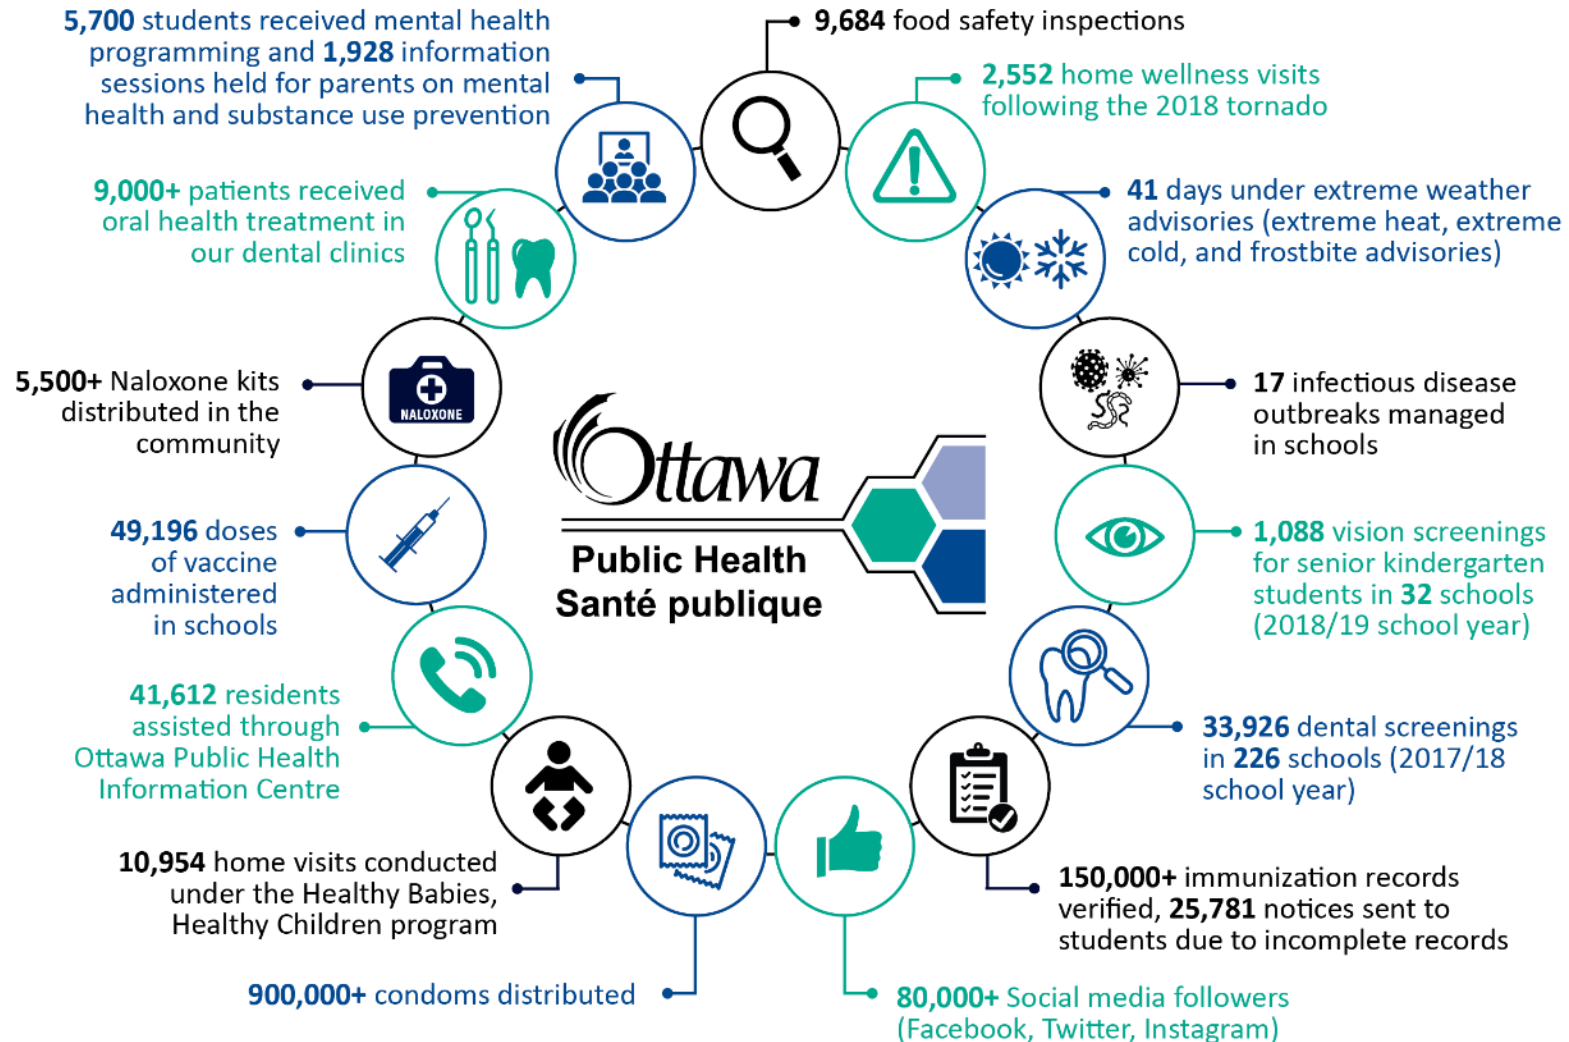 5,700 students received mental health
programming and 1,928 information
sessions held for parents on mental
health and substance use prevention
9,684 food safety inspections
2,552 home wellness visits
following the 2018 tornado
9,000+ patients received
oral health treatment in
our dental clinics
41 days under extreme weather
advisories (extreme heat, extreme
cold, and frostbite advisories)
5,500+ Naloxone kits
distributed in the
community
NALOXONE
17 infectious disease
outbreaks managed
in schools
Ottawa
Public Health
Santé publique
49,196 doses
of vaccine
administered
in schools
1,088 vision screenings
for senior kindergarten
students in 32 schools
(2018/19 school year)
41,612 residents
assisted through
Ottawa Public Health
Information Centre
33,926 dental screenings
in 226 schools (2017/18
school year)
10,954 home visits conducted
under the Healthy Babies,
Healthy Children program
150,000+ immunization records
verified, 25,781 notices sent to
students due to incomplete records
900,000+ condoms distributed
80,000+ Social media followers
(Facebook, Twitter, Instagram)